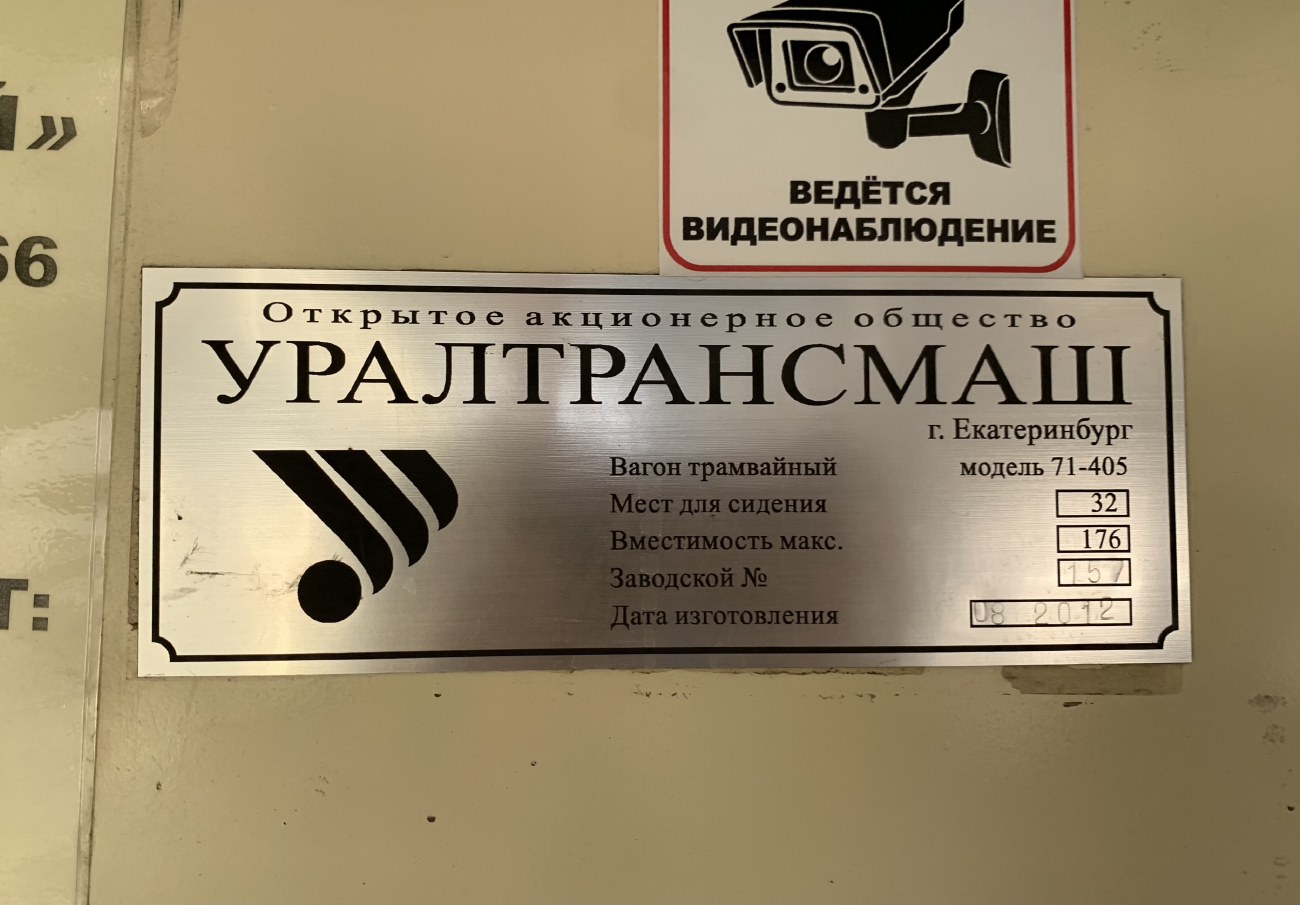 Й»
66
Т:
ВЕДЁТСЯ
ВИДЕОНАБЛЮДЕНИЕ
Открытое акционерное общество
УРАЛТРАНСМАШ
г. Екатеринбург
Вагон трамвайный модель 71-405
Мест для сидения 32
Вместимость макс. 176
Заводской № 157
Дата изготовления 08 2012